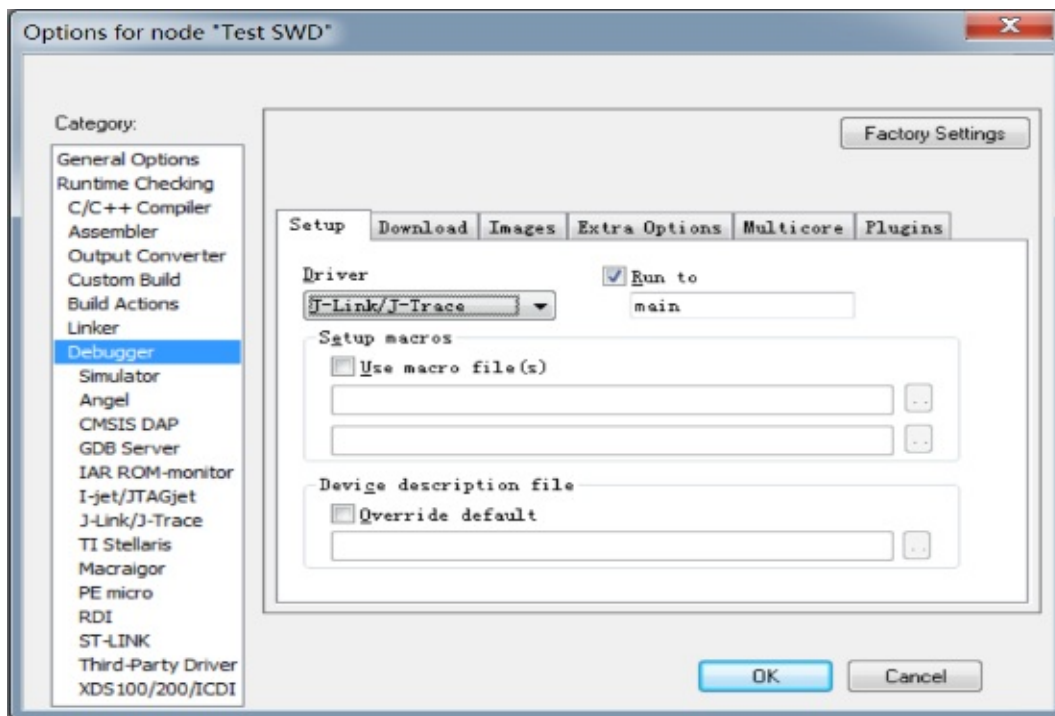 Options for node "Test SWD"
Category:
Factory Settings
General Options
Runtime Checking
C/C++ Compiler
Assembler
Output Converter
Custom Build
Build Actions
Linker
Debugger
Simulator
Angel
CMSIS DAP
GDB Server
IAR ROM-monitor
I-jet/JTAGjet
J-Link/J-Trace
TI Stellaris
Macraigor
PE micro
RDI
ST-LINK
Third-Party Driver
XDS100/200/ICDI
Setup Download Images Extra Options Multicore Plugins
Driver
J-Link/J-Trace
Run to
main
Setup macros
Use macro file(s)
..
..
Device description file
Override default
..
OK Cancel